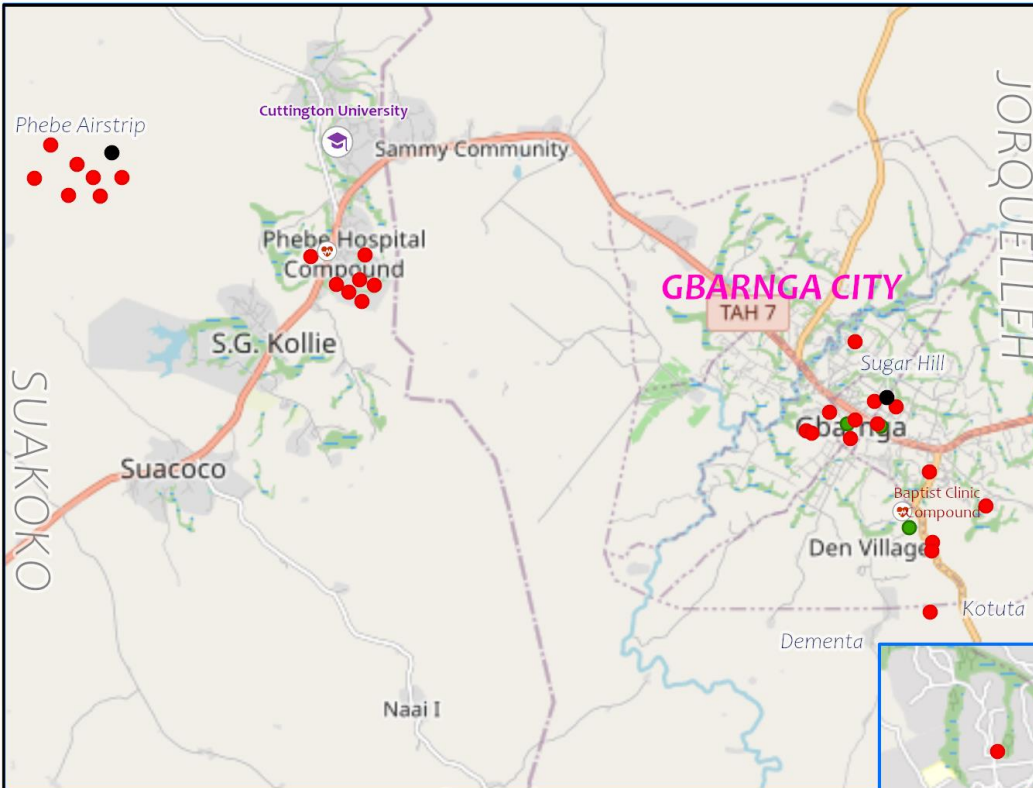 Cuttington University
Phebe Airstrip
Sammy Community
JORQUELLEH
Phebe Hospital
Compound
GBARNGA CITY
TAH 7
S.G. Kollie
Sugar Hill
SUAKOKO
Gbarnga
Suacoco
Baptist Clinic
Compound
Den Village
Kotuta
Dementa
Naai I